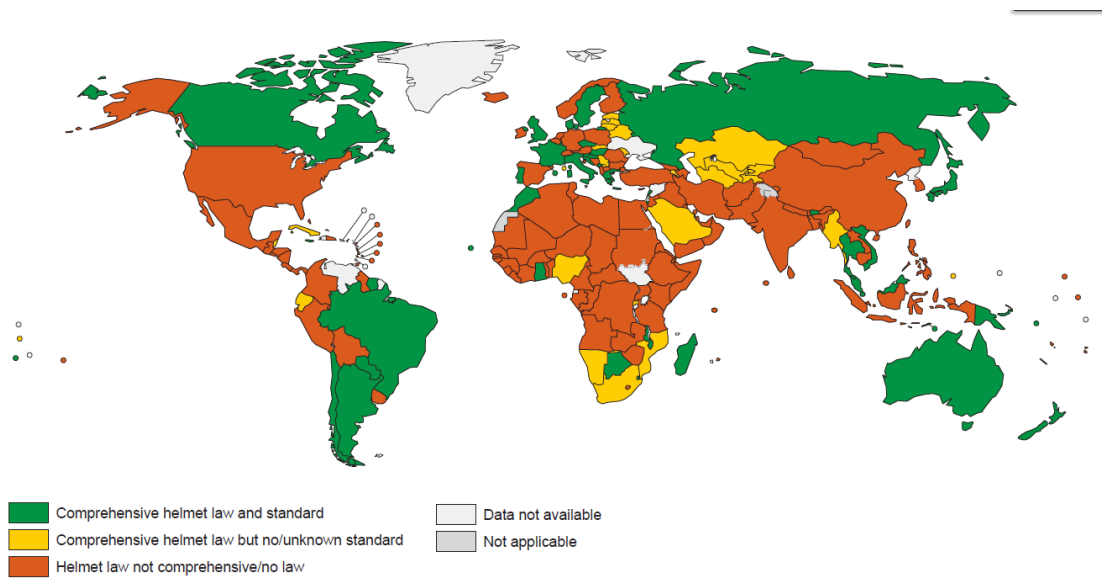 Comprehensive helmet law and standard
Comprehensive helmet law but no/unknown standard
Helmet law not comprehensive/no law
Data not available
Not applicable